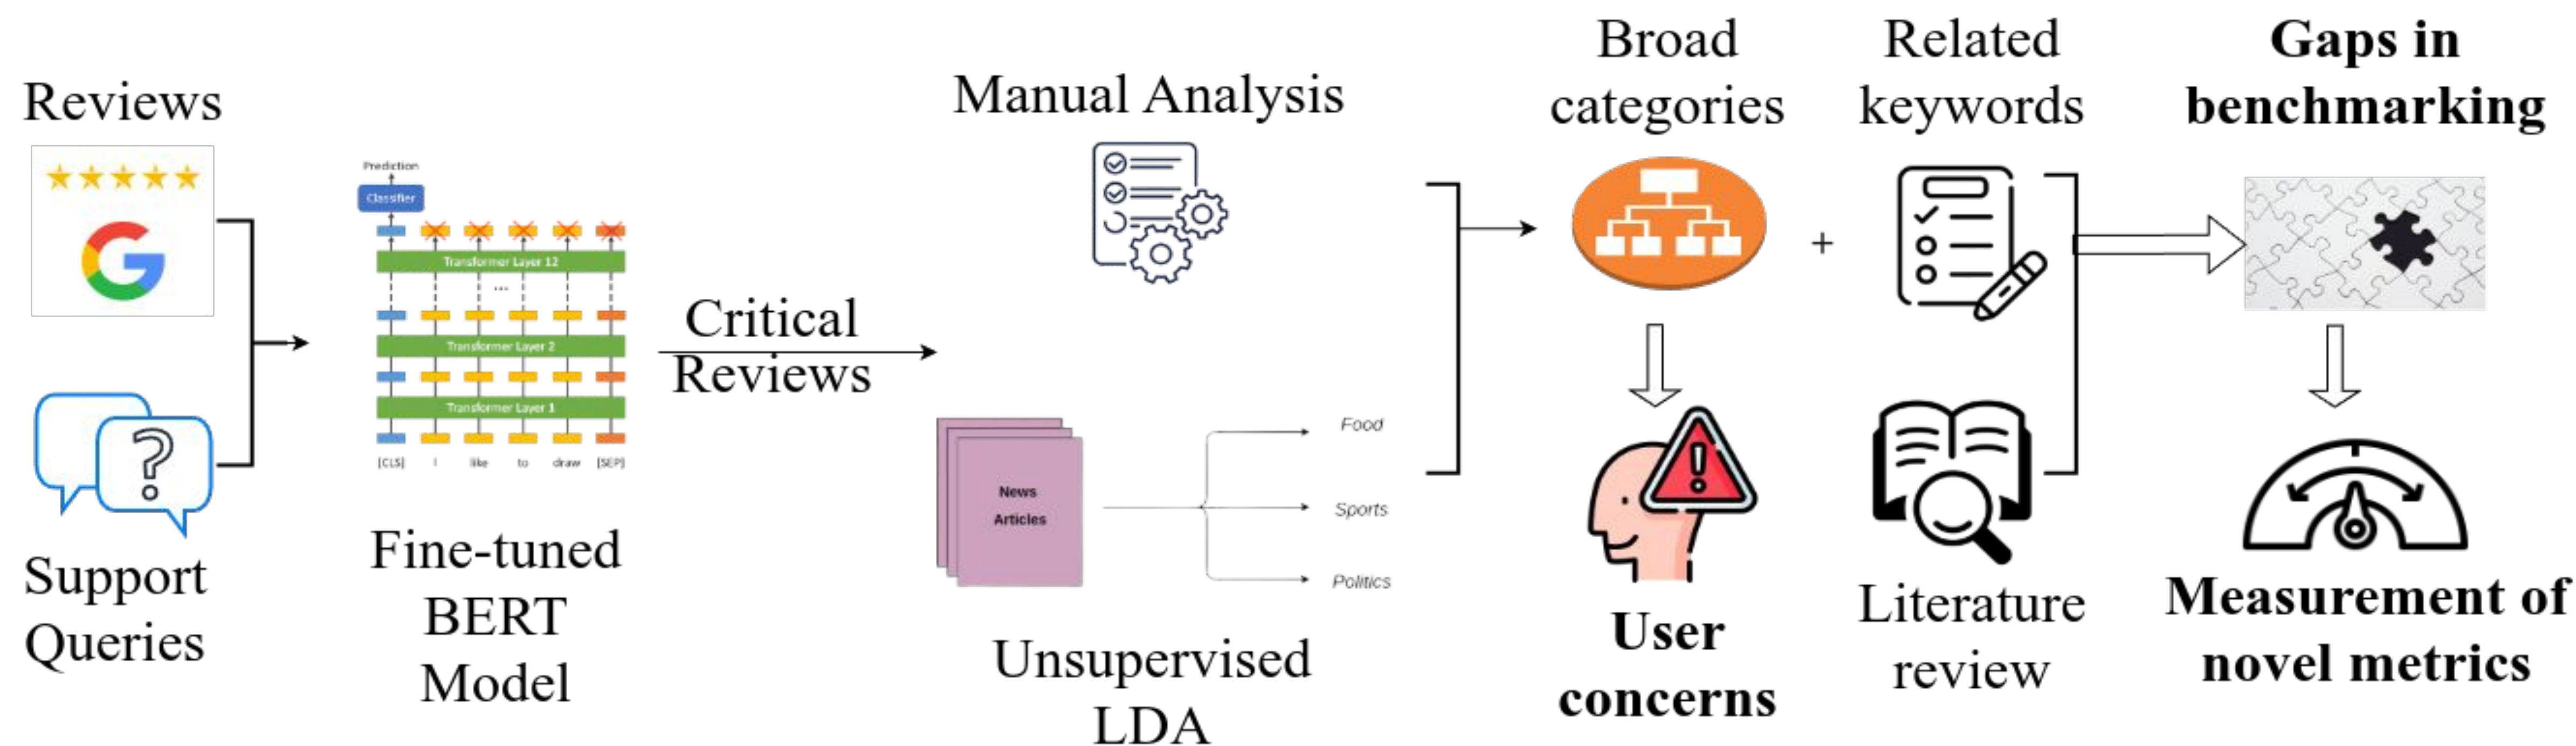 Reviews
Support
Queries
Prediction
Classifier
Transformer Layer 12
...
Transformer Layer 2
Transformer Layer 1
[CLS] I like to draw [SEP]
Fine-tuned
BERT
Model
Critical
Reviews
Manual Analysis
News
Articles
Food
Sports
Politics
Unsupervised
LDA
Broad
categories
+
User
concerns
Related
keywords
Literature
review
Gaps in
benchmarking
Measurement of
novel metrics